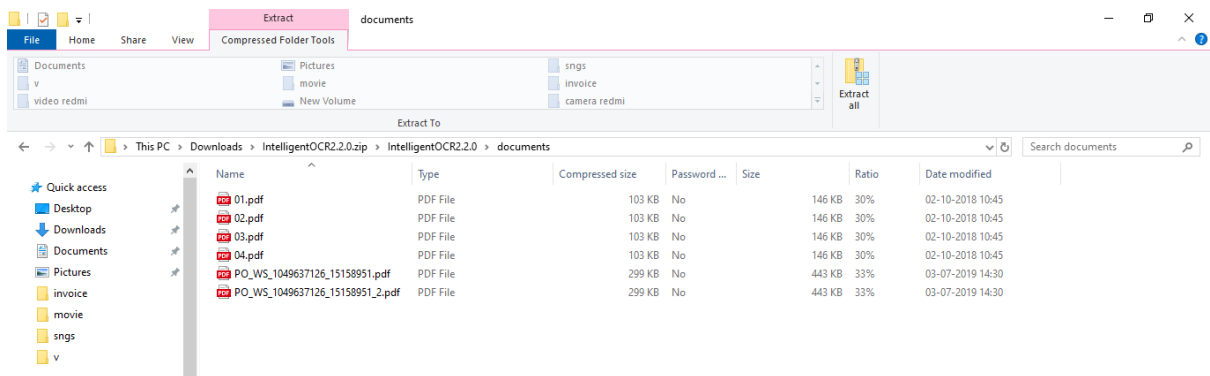 Extract documents
File Home Share View Compressed Folder Tools
Documents Pictures sngs
v movie invoice
video redmi New Volume camera redmi
Extract all
Extract To
This PC > Downloads > IntelligentOCR2.2.0.zip > IntelligentOCR2.2.0 > documents Search documents
Name Type Compressed size Password ... Size Ratio Date modified
Quick access
Desktop
Downloads
Documents
Pictures
invoice
movie
sngs
v
01.pdf PDF File 103 KB No 146 KB 30% 02-10-2018 10:45
02.pdf PDF File 103 KB No 146 KB 30% 02-10-2018 10:45
03.pdf PDF File 103 KB No 146 KB 30% 02-10-2018 10:45
04.pdf PDF File 103 KB No 146 KB 30% 02-10-2018 10:45
PO_WS_1049637126_15158951.pdf PDF File 299 KB No 443 KB 33% 03-07-2019 14:30
PO_WS_1049637126_15158951_2.pdf PDF File 299 KB No 443 KB 33% 03-07-2019 14:30